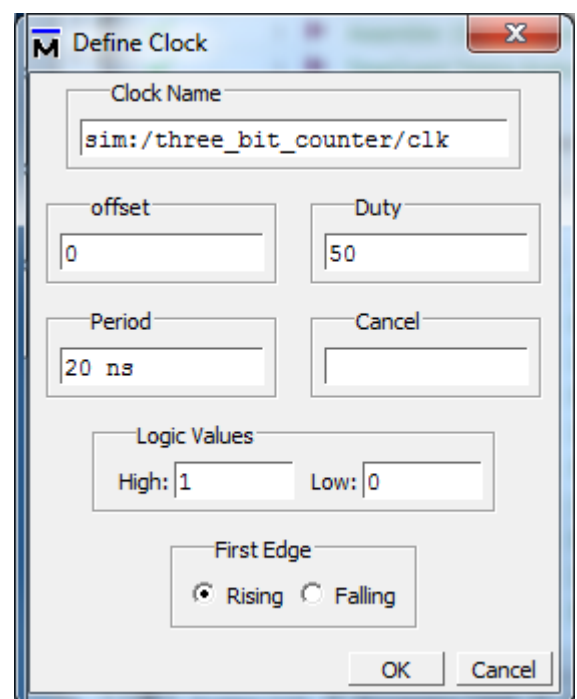 M Define Clock
Clock Name
sim:/three_bit_counter/clk
offset Duty
0 50
Period Cancel
20 ns
Logic Values
High: 1 Low: 0
First Edge
Rising Falling
OK Cancel